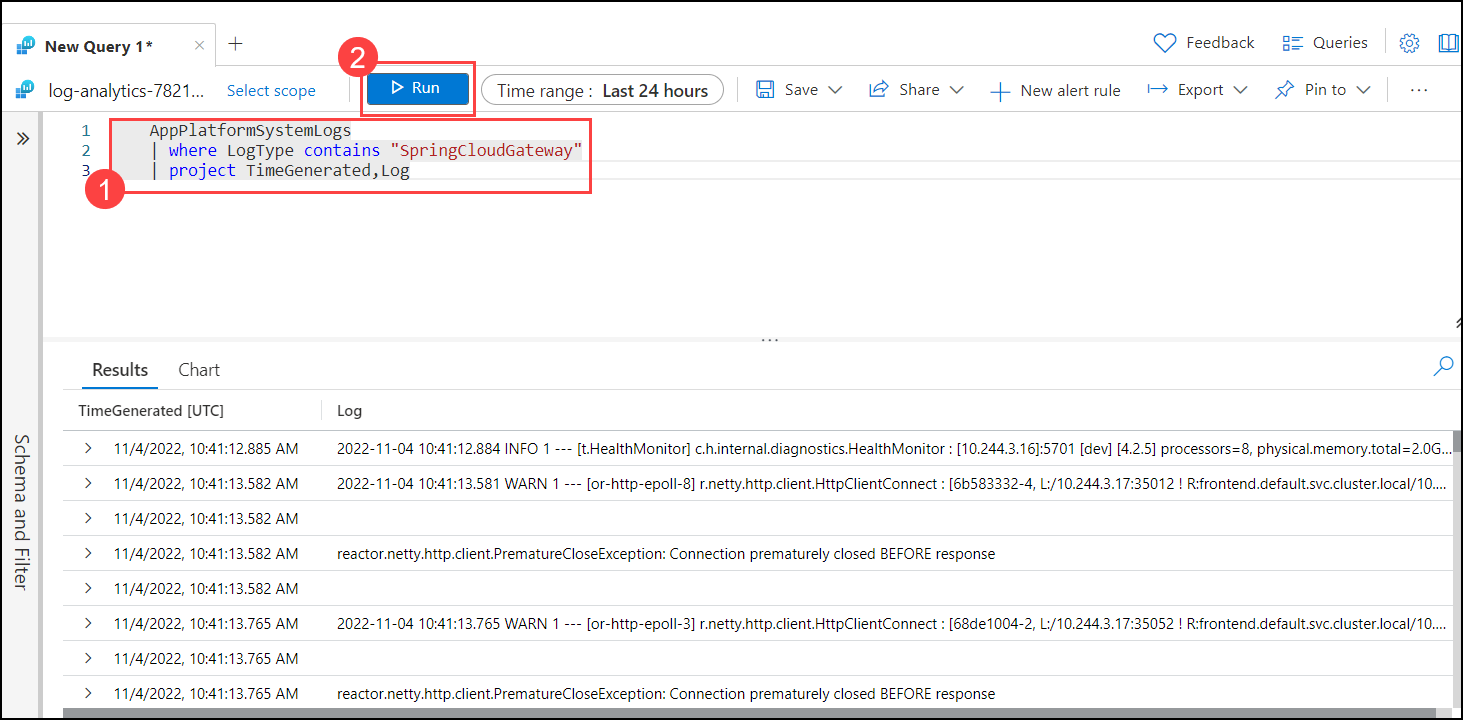 New Query 1*
Feedback
Queries
log-analytics-7821...
Select scope
2
Run
Time range : Last 24 hours
Save
Share
New alert rule
Export
Pin to
1 AppPlatformSystemLogs
2 | where LogType contains "SpringCloudGateway"
3 | project TimeGenerated,Log
1
Schema and Filter
Results
Chart
TimeGenerated [UTC] Log
11/4/2022, 10:41:12.885 AM 2022-11-04 10:41:12.884 INFO 1 --- [t.HealthMonitor] c.h.internal.diagnostics.HealthMonitor : [10.244.3.16]:5701 [dev] [4.2.5] processors=8, physical.memory.total=2.0G...
11/4/2022, 10:41:13.582 AM 2022-11-04 10:41:13.581 WARN 1 --- [or-http-epoll-8] r.netty.http.client.HttpClientConnect : [6b583332-4, L:/10.244.3.17:35012 ! R:frontend.default.svc.cluster.local/10....
11/4/2022, 10:41:13.582 AM
11/4/2022, 10:41:13.582 AM reactor.netty.http.client.PrematureCloseException: Connection prematurely closed BEFORE response
11/4/2022, 10:41:13.582 AM
11/4/2022, 10:41:13.765 AM 2022-11-04 10:41:13.765 WARN 1 --- [or-http-epoll-3] r.netty.http.client.HttpClientConnect : [68de1004-2, L:/10.244.3.17:35052 ! R:frontend.default.svc.cluster.local/10....
11/4/2022, 10:41:13.765 AM
11/4/2022, 10:41:13.765 AM reactor.netty.http.client.PrematureCloseException: Connection prematurely closed BEFORE response